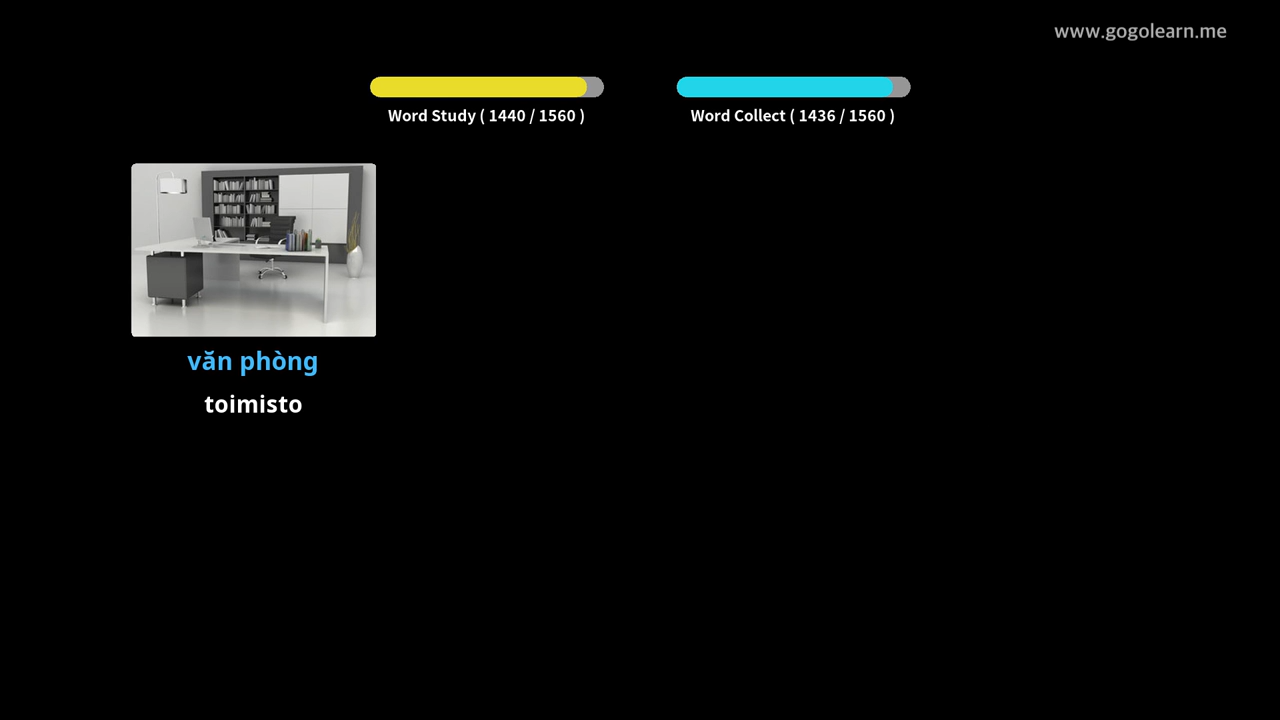 www.gogolearn.me
Word Study ( 1440 / 1560 )
Word Collect ( 1436 / 1560 )
văn phòng
toimisto